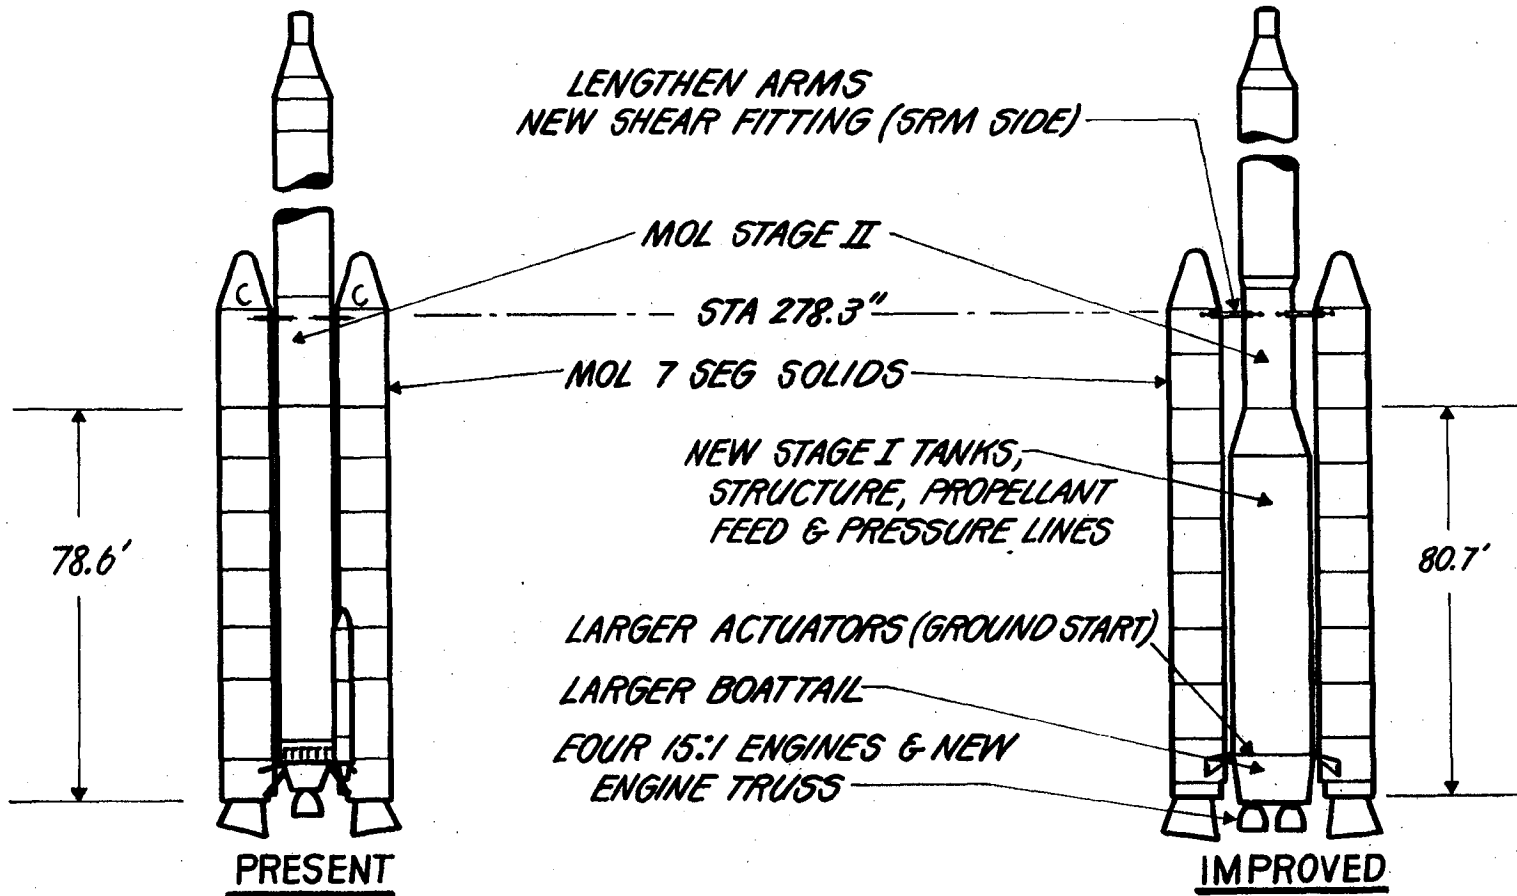 LENGTHEN ARMS
NEW SHEAR FITTING (SRM SIDE)
MOL STAGE II
C C
STA 278.3"
MOL 7 SEG SOLIDS
NEW STAGE I TANKS,
STRUCTURE, PROPELLANT
FEED & PRESSURE LINES
78.6'
80.7'
LARGER ACTUATORS (GROUND START)
LARGER BOATTAIL
FOUR 15:1 ENGINES & NEW
ENGINE TRUSS
PRESENT
IMPROVED